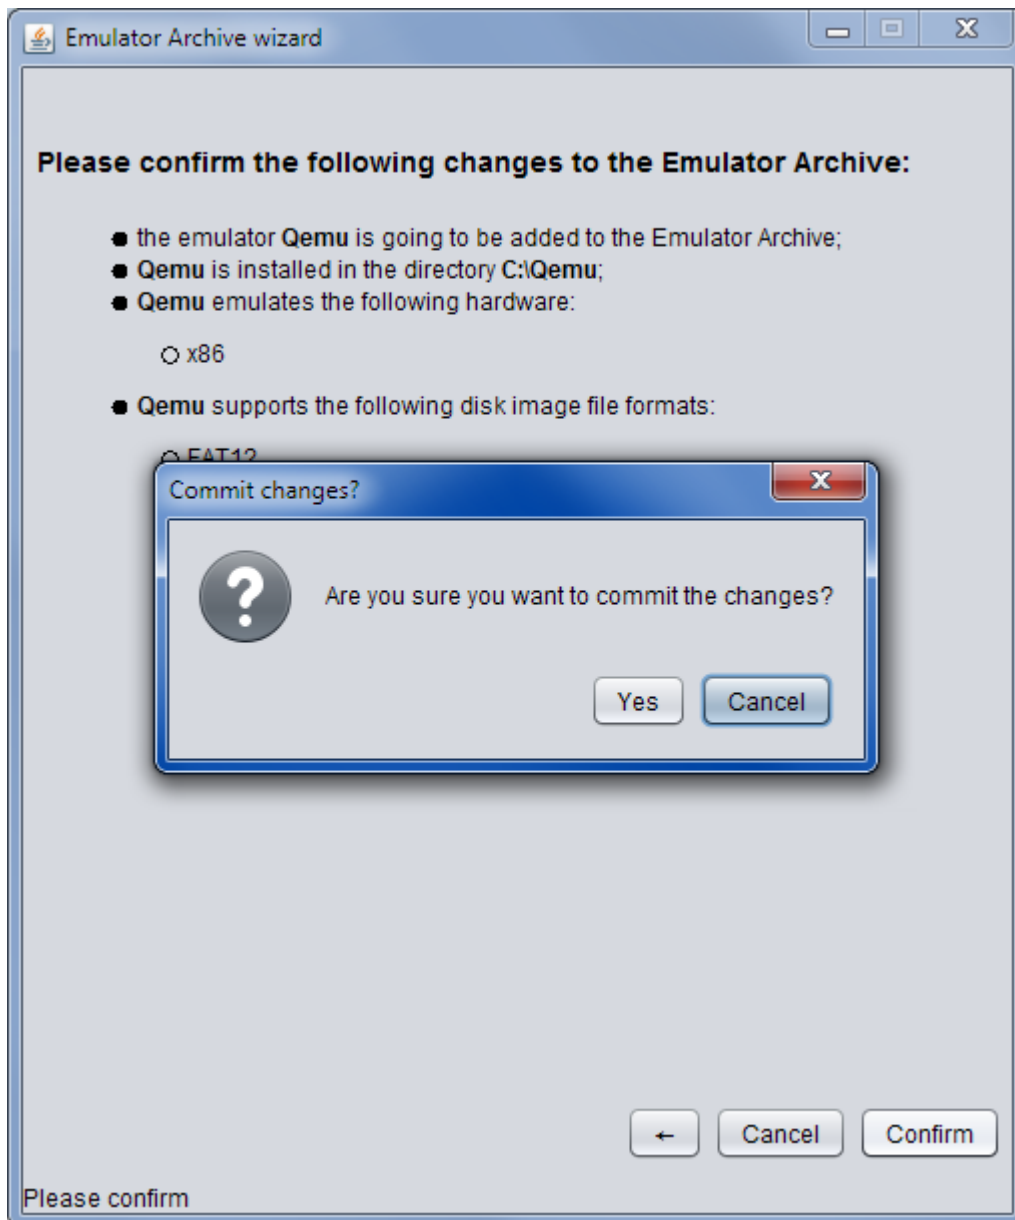 Emulator Archive wizard
Please confirm the following changes to the Emulator Archive:
the emulator Qemu is going to be added to the Emulator Archive;
Qemu is installed in the directory C:\Qemu;
Qemu emulates the following hardware:
x86
Qemu supports the following disk image file formats:
FAT12
Commit changes?
Are you sure you want to commit the changes?
Yes
Cancel
← Cancel Confirm
Please confirm